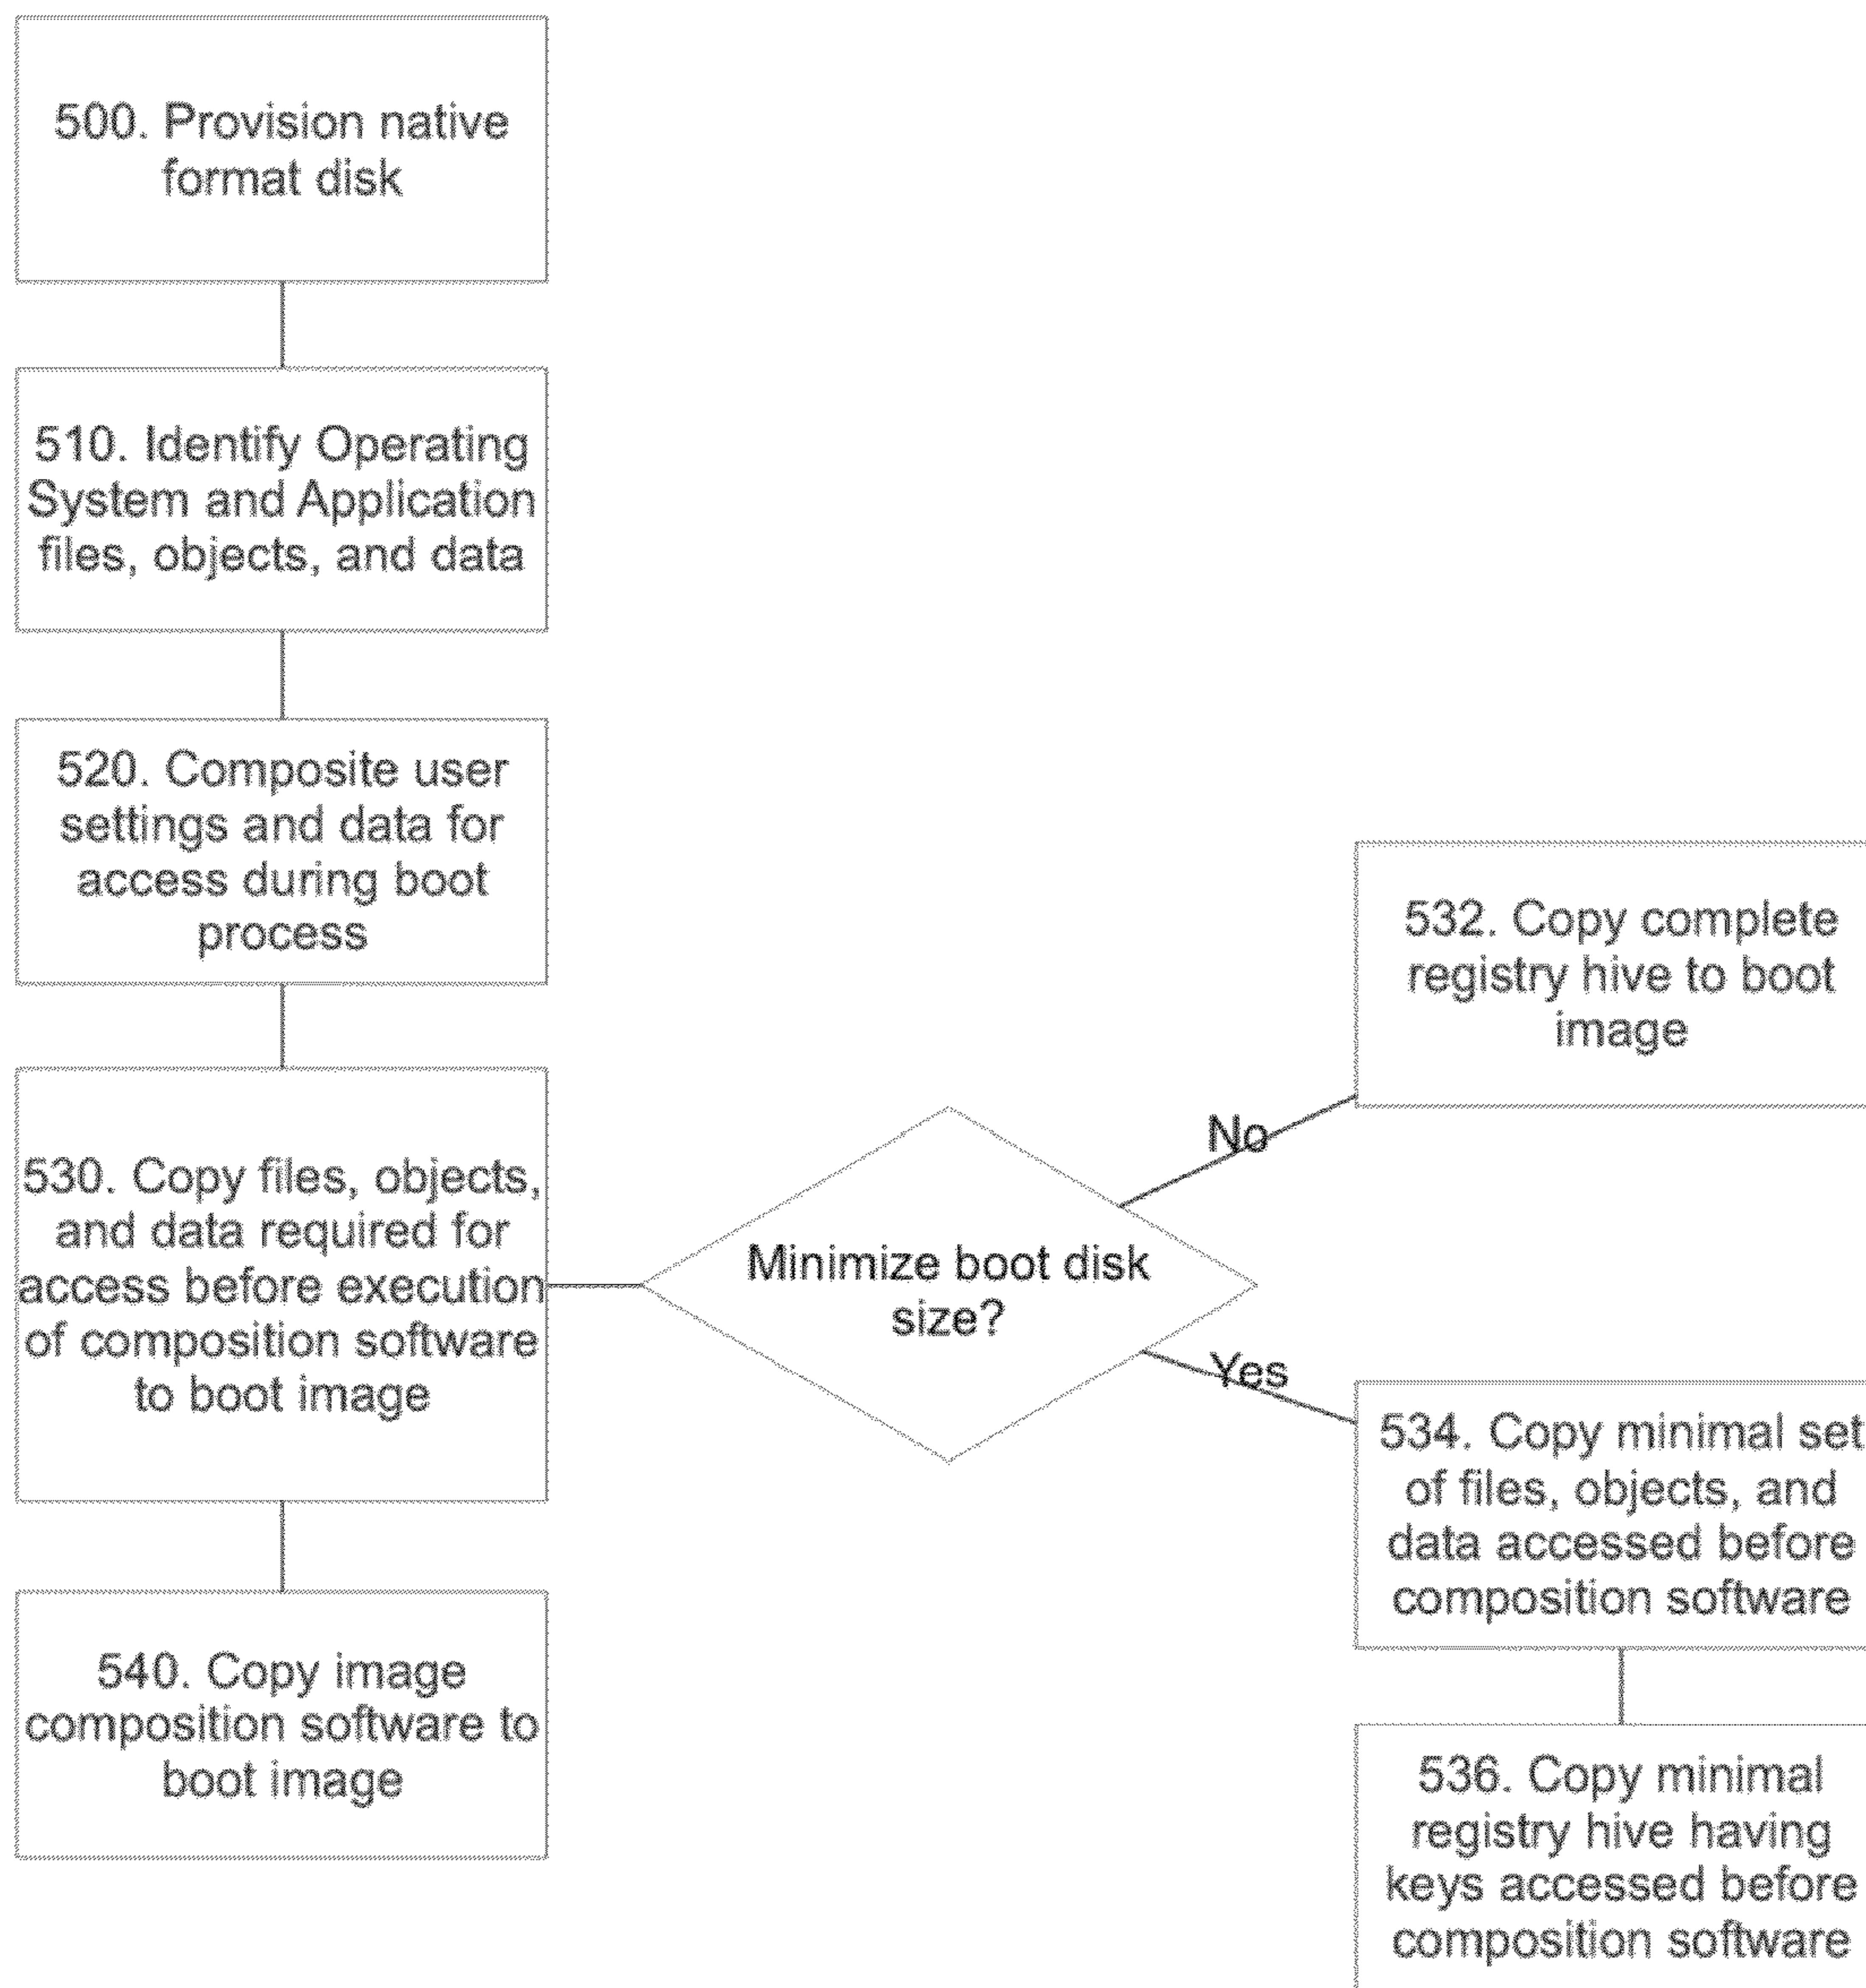 500. Provision native
format disk
510. Identify Operating
System and Application
files, objects, and data
520. Composite user
settings and data for
access during boot
process
530. Copy files, objects,
and data required for
access before execution
of composition software
to boot image
540. Copy image
composition software to
boot image
Minimize boot disk
size?
No
Yes
532. Copy complete
registry hive to boot
image
534. Copy minimal set
of files, objects, and
data accessed before
composition software
536. Copy minimal
registry hive having
keys accessed before
composition software